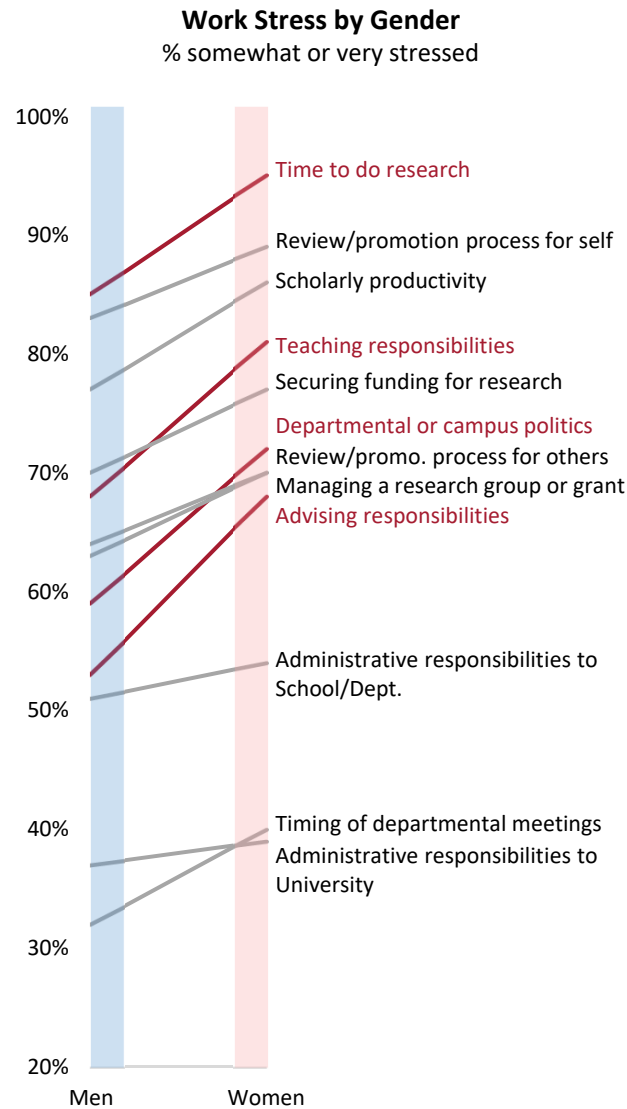 Work Stress by Gender
% somewhat or very stressed
100%
Time to do research
90%
Review/promotion process for self
Scholarly productivity
80%
Teaching responsibilities
Securing funding for research
Departmental or campus politics
70%
Review/promo. process for others
Managing a research group or grant
Advising responsibilities
60%
Administrative responsibilities to
School/Dept.
50%
40%
Timing of departmental meetings
Administrative responsibilities to
University
30%
20%
Men
Women